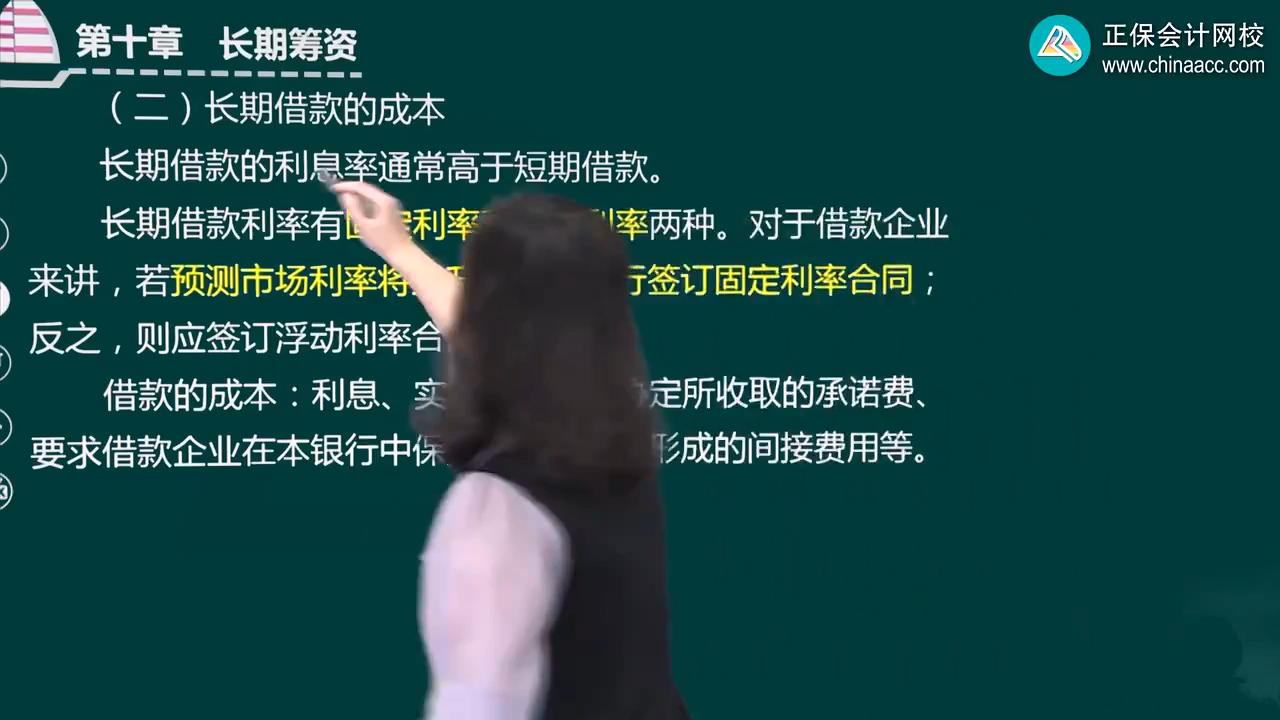 第十章 长期筹资
正保会计网校
www.chinaacc.com
（二）长期借款的成本
长期借款的利息率通常高于短期借款。
长期借款利率有固定利率 利率两种。对于借款企业
来讲，若预测市场利率将 行签订固定利率合同；
反之，则应签订浮动利率合
借款的成本：利息、实 定所收取的承诺费、
要求借款企业在本银行中保 形成的间接费用等。